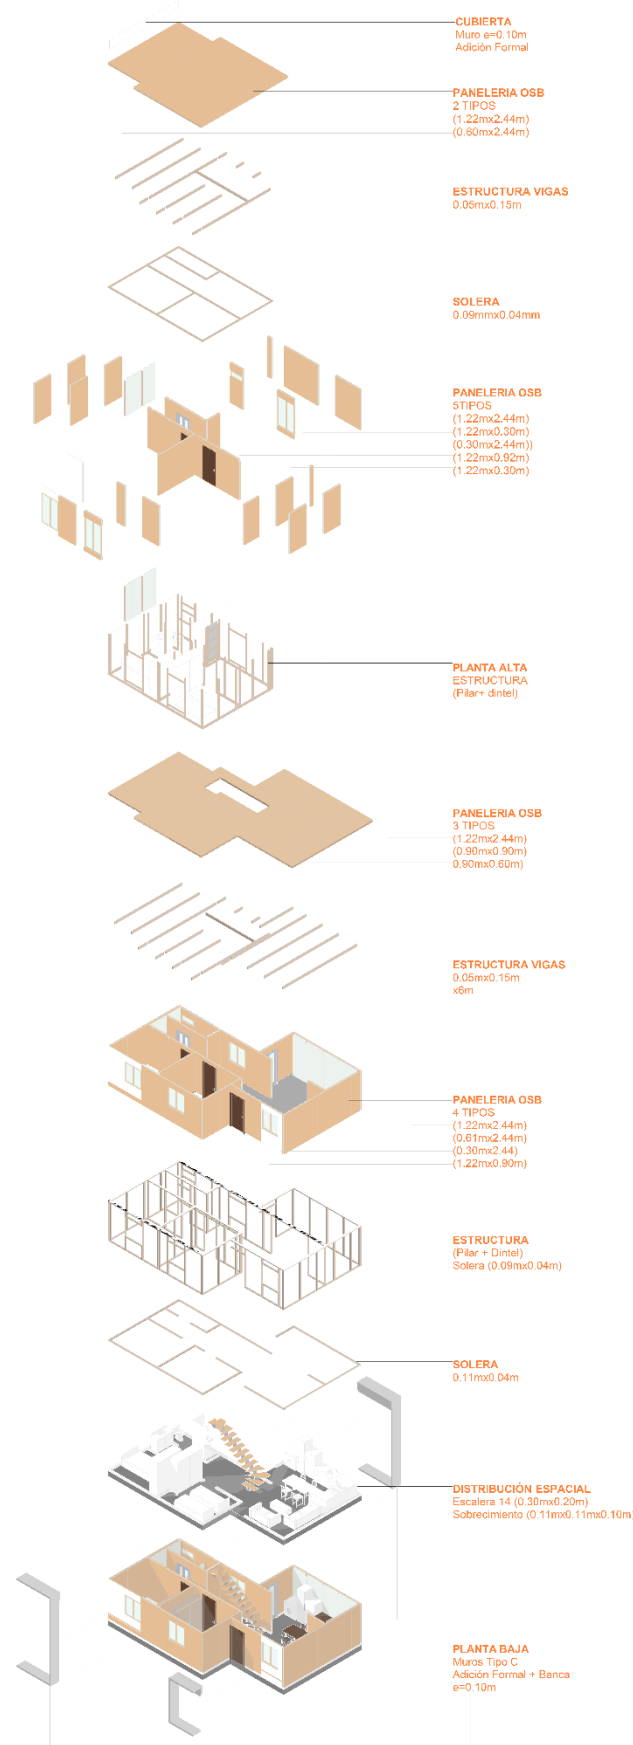 CUBIERTA
Muro e=0.10m
Adición Formal
PANELERIA OSB
2 TIPOS
(1.22mx2.44m)
(0.60mx2.44m)
ESTRUCTURA VIGAS
0.05mx0.15m
SOLERA
0.09mmx0.04mm
PANELERIA OSB
5TIPOS
(1.22mx2.44m)
(1.22mx0.30m)
(0.30mx2.44m))
(1.22mx0.92m)
(1.22mx0.30m)
PLANTA ALTA
ESTRUCTURA
(Pilar+ dintel)
PANELERIA OSB
3 TIPOS
(1.22mx2.44m)
(0.90mx0.90m)
0.90mx0.60m)
ESTRUCTURA VIGAS
0.05mx0.15m
x6m
PANELERIA OSB
4 TIPOS
(1.22mx2.44m)
(0.61mx2.44m)
(0.30mx2.44)
(1.22mx0.90m)
ESTRUCTURA
(Pilar + Dintel)
Solera (0.09mx0.04m)
SOLERA
0.11mx0.04m
DISTRIBUCIÓN ESPACIAL
Escalera 14 (0.30mx0.20m)
Sobrecimiento (0.11mx0.11mx0.10m)
PLANTA BAJA
Muros Tipo C
Adición Formal + Banca
e=0.10m